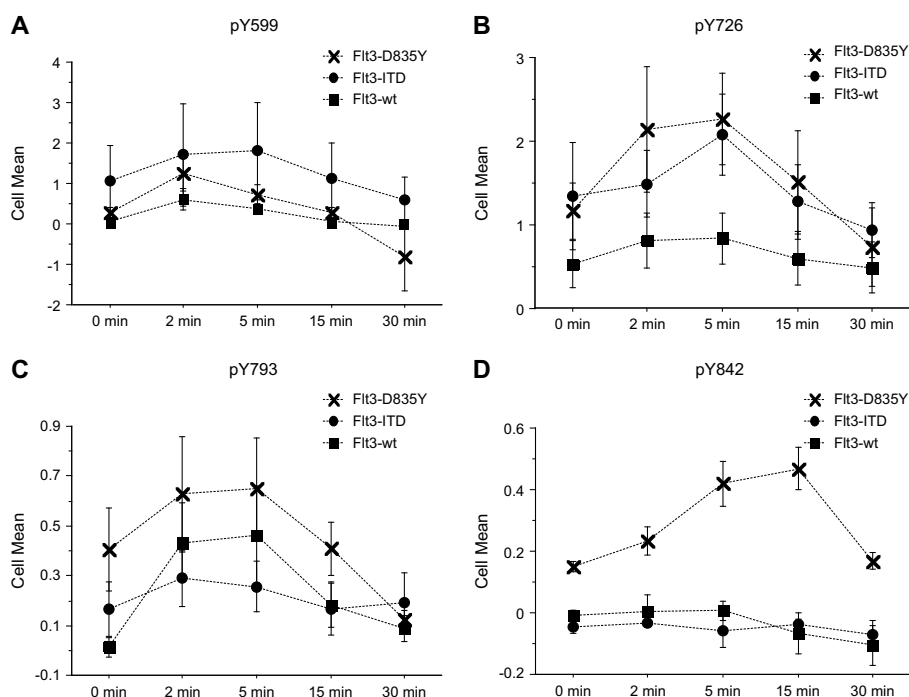 A
pY599
Flt3-D835Y
Flt3-ITD
Flt3-wt
Cell Mean
4
3
2
1
0
-1
-2
0 min 2 min 5 min 15 min 30 min
B
pY726
Flt3-D835Y
Flt3-ITD
Flt3-wt
Cell Mean
3
2
1
0
0 min 2 min 5 min 15 min 30 min
C
pY793
Flt3-D835Y
Flt3-ITD
Flt3-wt
Cell Mean
0.9
0.7
0.5
0.3
0.1
-0.1
0 min 2 min 5 min 15 min 30 min
D
pY842
Flt3-D835Y
Flt3-ITD
Flt3-wt
Cell Mean
0.6
0.4
0.2
0
-0.2
0 min 2 min 5 min 15 min 30 min